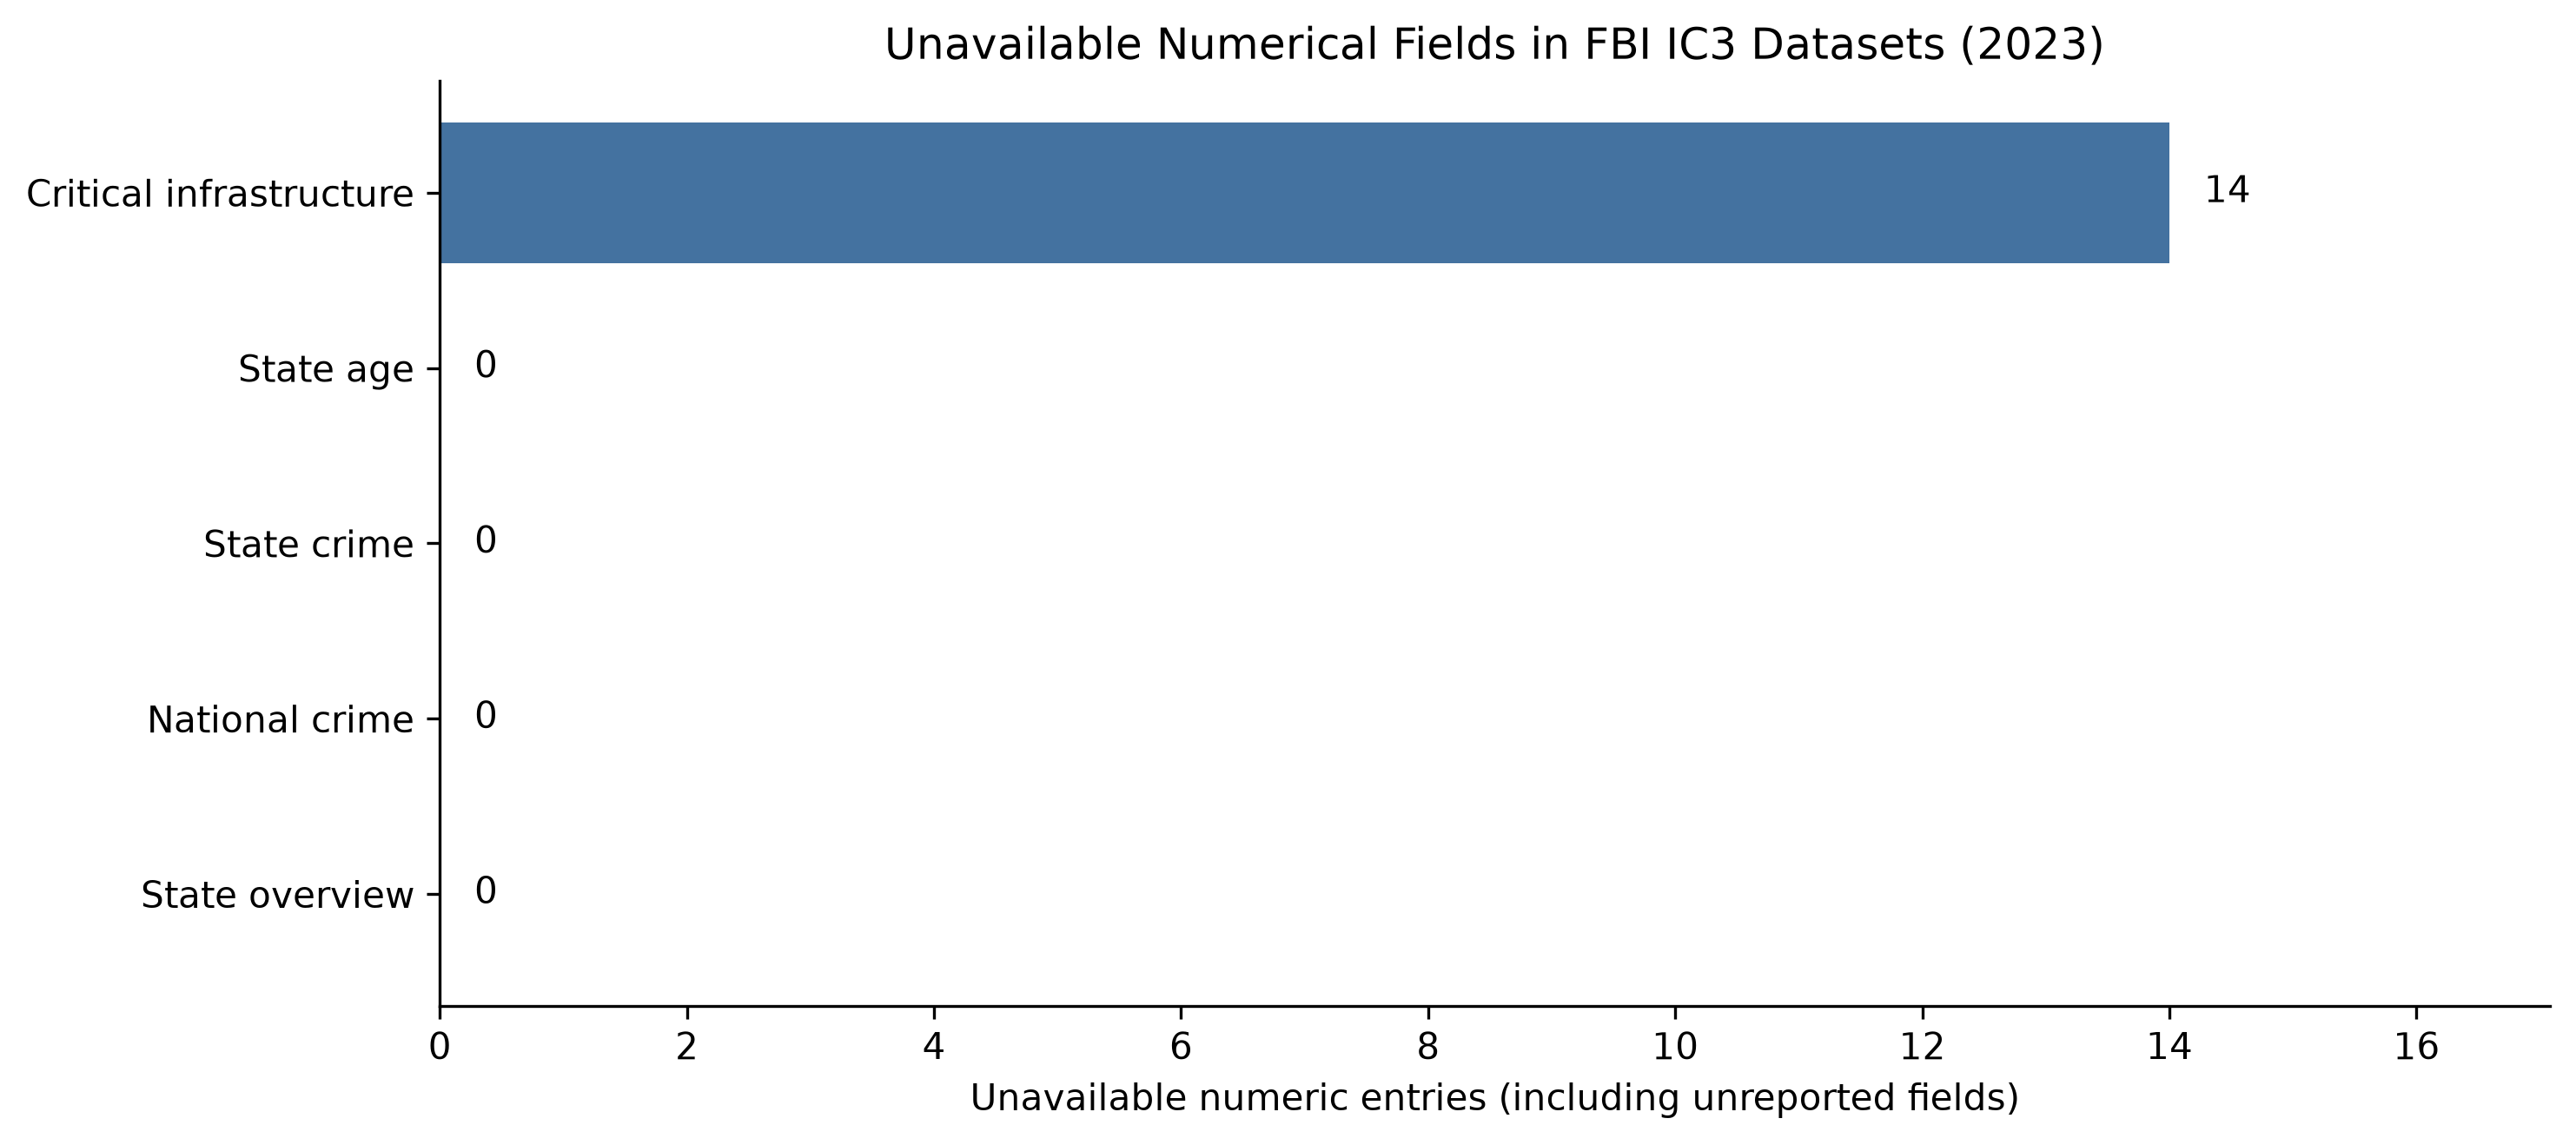 Unavailable Numerical Fields in FBI IC3 Datasets (2023)
Critical infrastructure
14
State age
0
State crime
0
National crime
0
State overview
0
0 2 4 6 8 10 12 14 16
Unavailable numeric entries (including unreported fields)